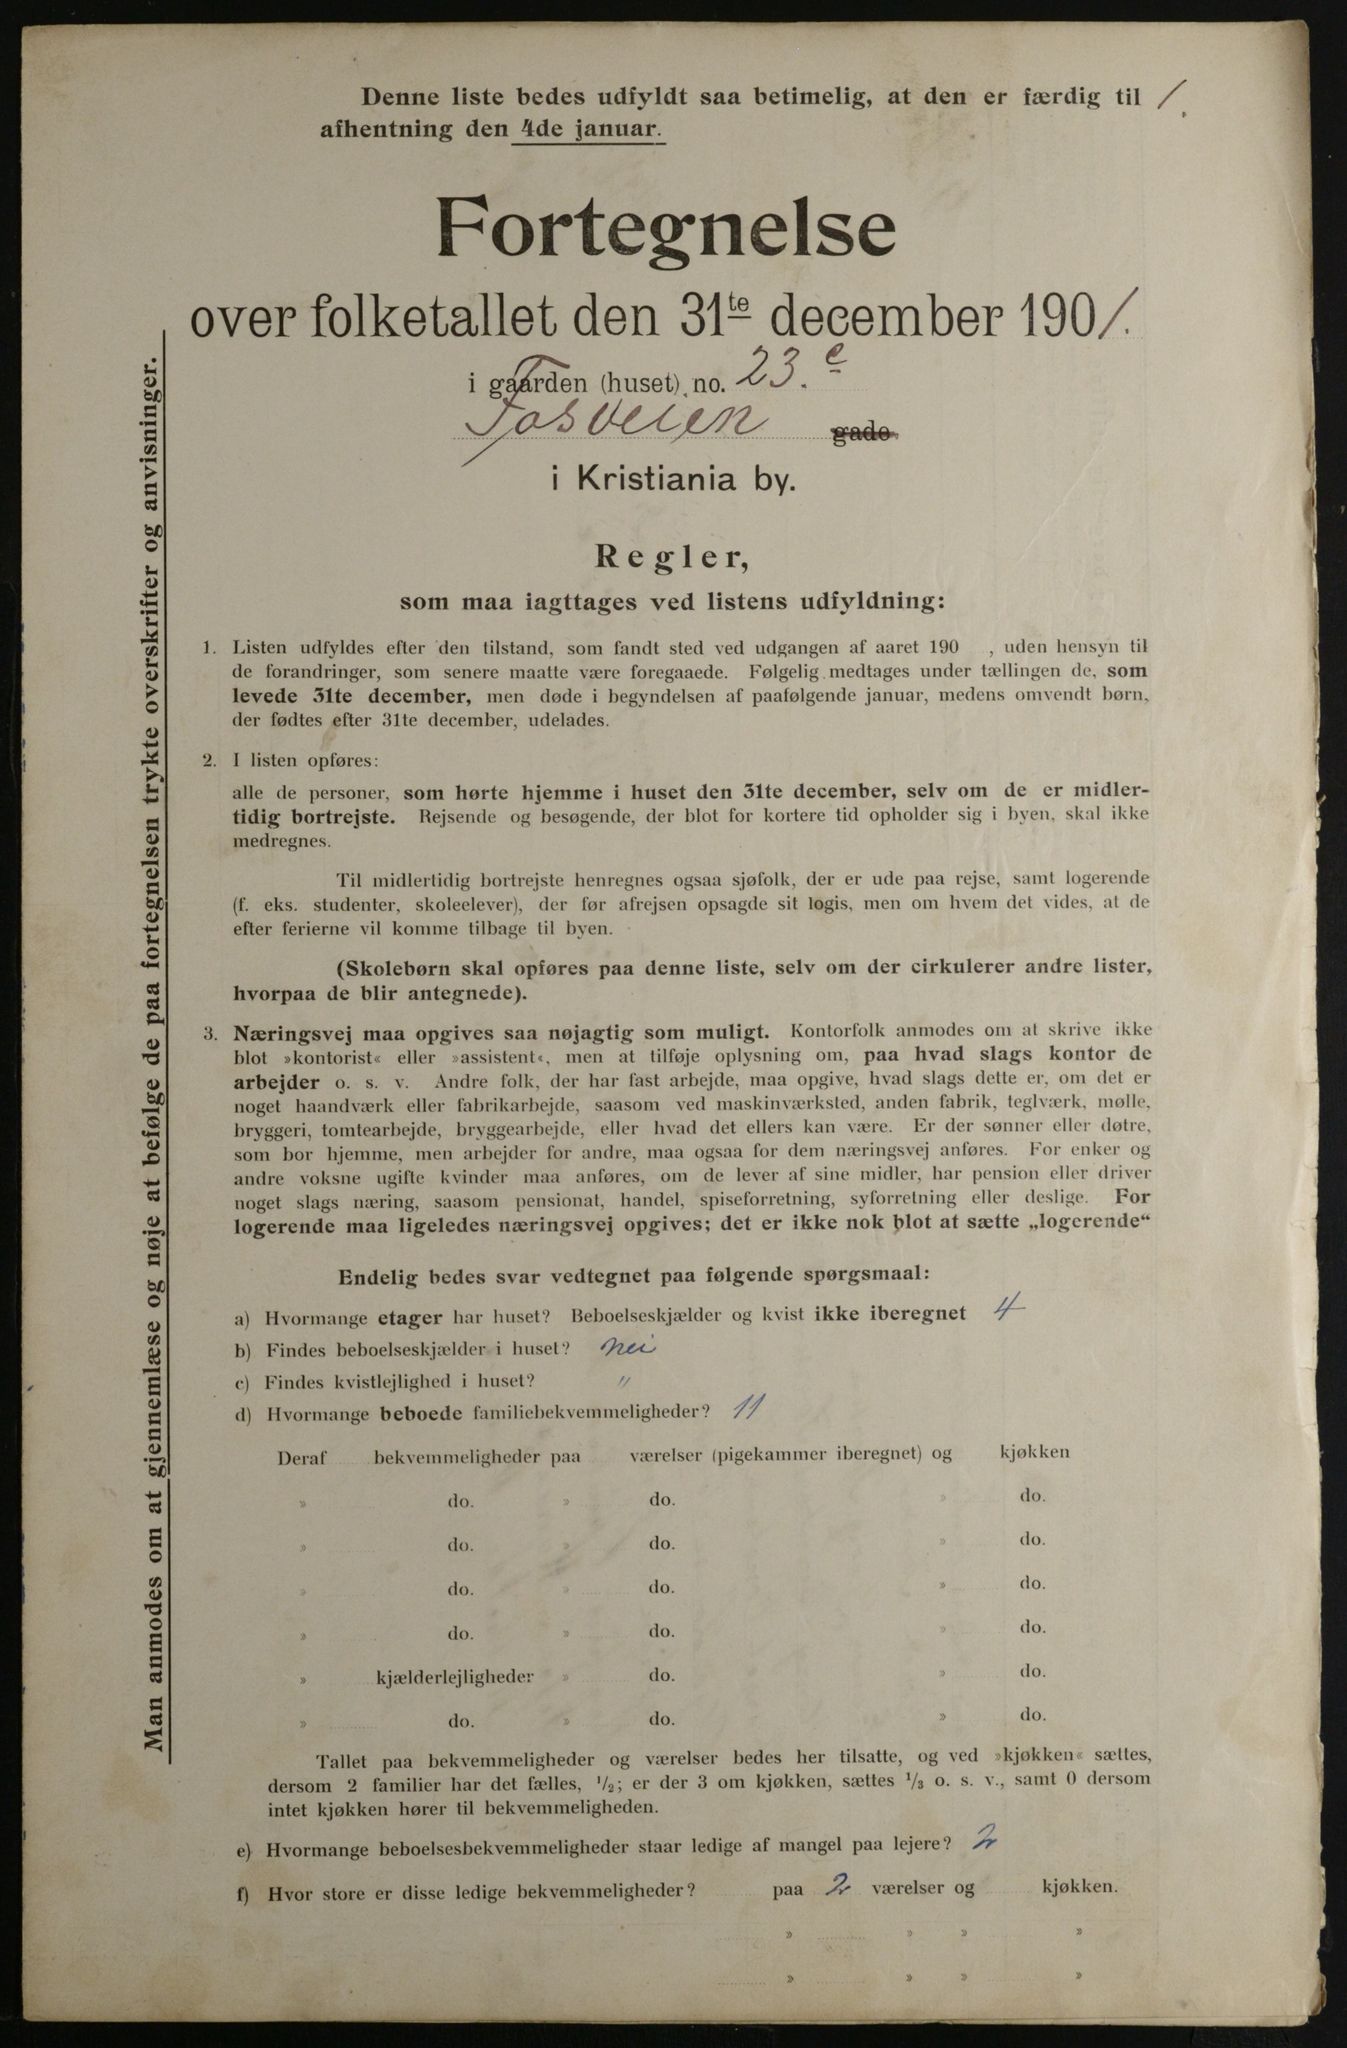 Denne liste bedes udfyldt saa betimelig, at den er færdig til 1.
afhentning den 4de januar.
Fortegnelse
over folketallet den 31te december 1901.
i gaarden (huset) no. 23.c
Fosveien gade
i Kristiania by.
Regler,
som maa iagttages ved listens udfyldning:
1. Listen udfyldes efter den tilstand, som fandt sted ved udgangen af aaret 190 , uden hensyn til
de forandringer, som senere maatte være foregaaede. Følgelig medtages under tællingen de, som
levede 31te december, men døde i begyndelsen af paafølgende januar, medens omvendt børn,
der fødtes efter 31te december, udelades.
2. I listen opføres:
alle de personer, som hørte hjemme i huset den 31te december, selv om de er midler-
tidig bortrejste. Rejsende og besøgende, der blot for kortere tid opholder sig i byen, skal ikke
medregnes.
Til midlertidig bortrejste henregnes ogsaa sjøfolk, der er ude paa rejse, samt logerende
(f. eks. studenter, skoleelever), der før afrejsen opsagde sit logis, men om hvem det vides, at de
efter ferierne vil komme tilbage til byen.
(Skolebørn skal opføres paa denne liste, selv om der cirkulerer andre lister,
hvorpaa de blir antegnede).
3. Næringsvej maa opgives saa nøjagtig som muligt. Kontorfolk anmodes om at skrive ikke
blot »kontorist« eller »assistent«, men at tilføje oplysning om, paa hvad slags kontor de
arbejder o. s. v. Andre folk, der har fast arbejde, maa opgive, hvad slags dette er, om det er
noget haandværk eller fabrikarbejde, saasom ved maskinværksted, anden fabrik, teglværk, mølle,
bryggeri, tomtearbejde, bryggearbejde, eller hvad det ellers kan være. Er der sønner eller døtre,
som bor hjemme, men arbejder for andre, maa ogsaa for dem næringsvej anføres. For enker og
andre voksne ugifte kvinder maa anføres, om de lever af sine midler, har pension eller driver
noget slags næring, saasom pensionat, handel, spiseforretning, syforretning eller deslige. For
logerende maa ligeledes næringsvej opgives; det er ikke nok blot at sætte „logerende“
Endelig bedes svar vedtegnet paa følgende spørgsmaal:
a) Hvormange etager har huset? Beboelseskjælder og kvist ikke iberegnet 4
b) Findes beboelseskjælder i huset? nei
c) Findes kvistlejlighed i huset? "
d) Hvormange beboede familiebekvemmeligheder? 11
Deraf bekvemmeligheder paa værelser (pigekammer iberegnet) og kjøkken
» do. » do. » do.
» do. » do. » do.
» do. » do. » do.
» do. » do. » do.
» kjælderlejligheder » do. » do.
» do. » do. » do.
Tallet paa bekvemmeligheder og værelser bedes her tilsatte, og ved »kjøkken« sættes,
dersom 2 familier har det fælles, 1/2; er der 3 om kjøkken, sættes 1/3 o. s. v., samt 0 dersom
intet kjøkken hører til bekvemmeligheden.
e) Hvormange beboelsesbekvemmeligheder staar ledige af mangel paa lejere? 2
f) Hvor store er disse ledige bekvemmeligheder? paa 2 værelser og kjøkken.
» » » »
» » » »
Man anmodes om at gjennemlæse og nøje at befølge de paa fortegnelsen trykte overskrifter og anvisninger.